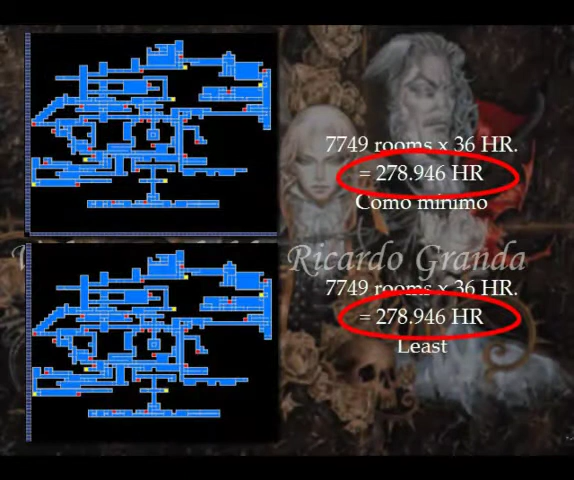 7749 rooms x 36 HR.
= 278.946 HR
Como mínimo
Ricardo Granda
7749 rooms x 36 HR.
= 278.946 HR
Least